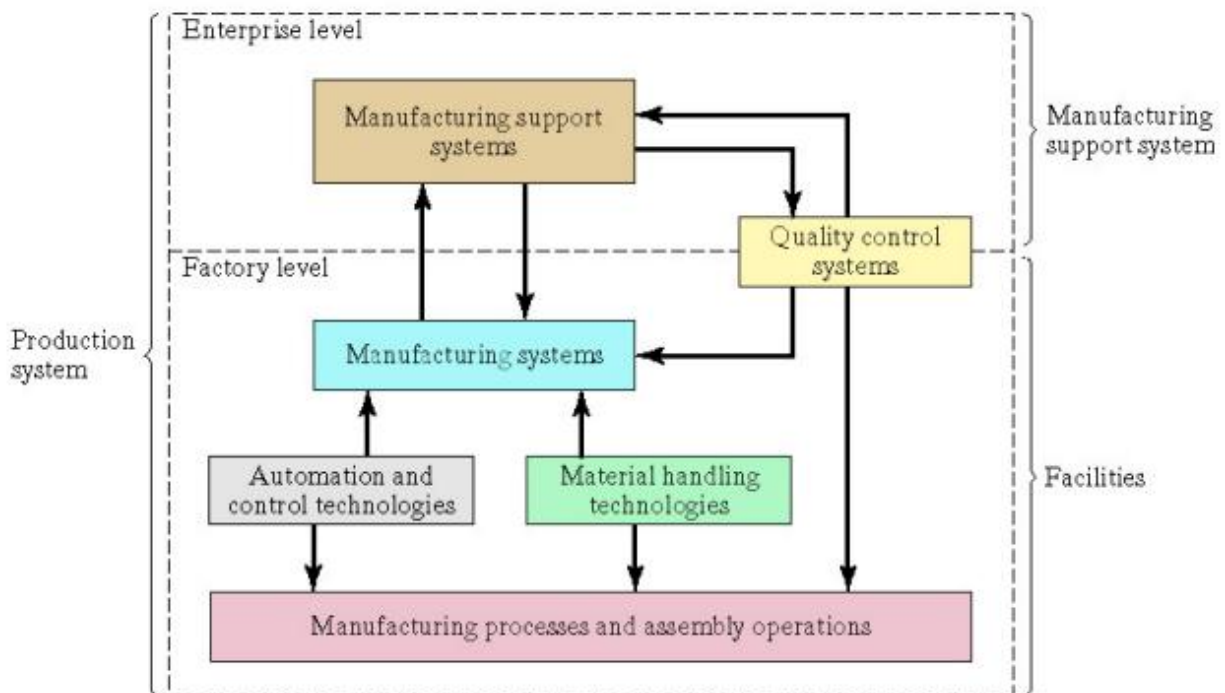 Enterprise level
Manufacturing support
systems
Manufacturing
support system
Quality control
systems
Factory level
Production
system
Manufacturing systems
Automation and
control technologies
Material handling
technologies
Facilities
Manufacturing processes and assembly operations